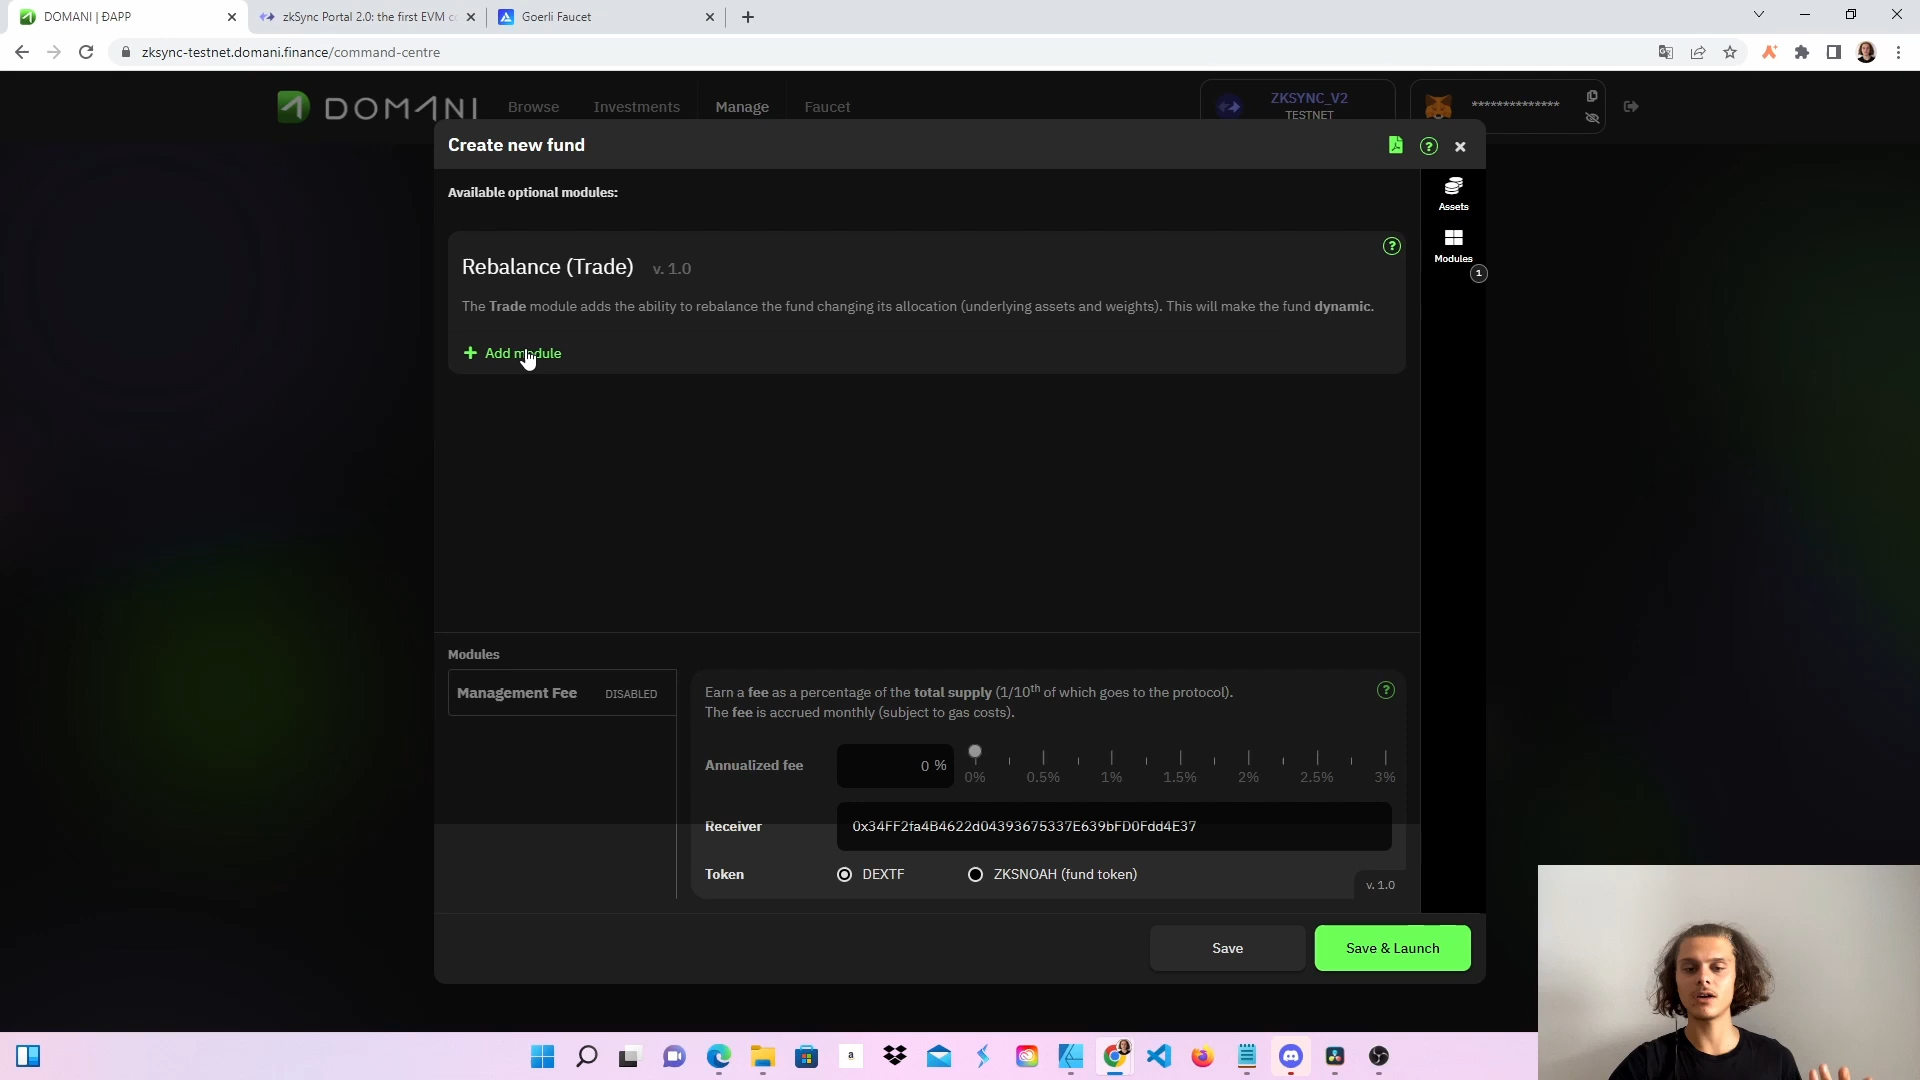 DOMANI | ĐAPP
zkSync Portal 2.0: the first EVM c
Goerli Faucet
zksync-testnet.domani.finance/command-centre
DOM4NI
Browse
Investments
Manage
Faucet
ZKSYNC_V2
TESTNET
**************
Create new fund
Available optional modules:
Assets
Modules
1
Rebalance (Trade) v. 1.0
The Trade module adds the ability to rebalance the fund changing its allocation (underlying assets and weights). This will make the fund dynamic.
+ Add module
Modules
Management Fee DISABLED
Earn a fee as a percentage of the total supply (1/10th of which goes to the protocol).
The fee is accrued monthly (subject to gas costs).
Annualized fee
0 %
0% 0.5% 1% 1.5% 2% 2.5% 3%
Receiver
0x34FF2fa4B4622d04393675337E639bFD0Fdd4E37
Token
DEXTF
ZKSNOAH (fund token)
v. 1.0
Save
Save & Launch